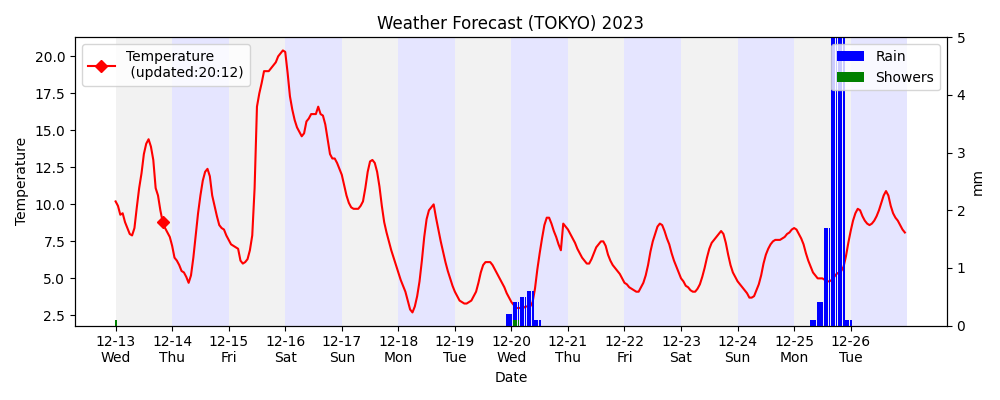 Weather Forecast (TOKYO) 2023
Temperature
(updated:20:12)
Rain
Showers
Temperature
20.0
17.5
15.0
12.5
10.0
7.5
5.0
2.5
5
4
3
2
1
0
mm
12-13 12-14 12-15 12-16 12-17 12-18 12-19 12-20 12-21 12-22 12-23 12-24 12-25 12-26
Wed Thu Fri Sat Sun Mon Tue Wed Thu Fri Sat Sun Mon Tue
Date